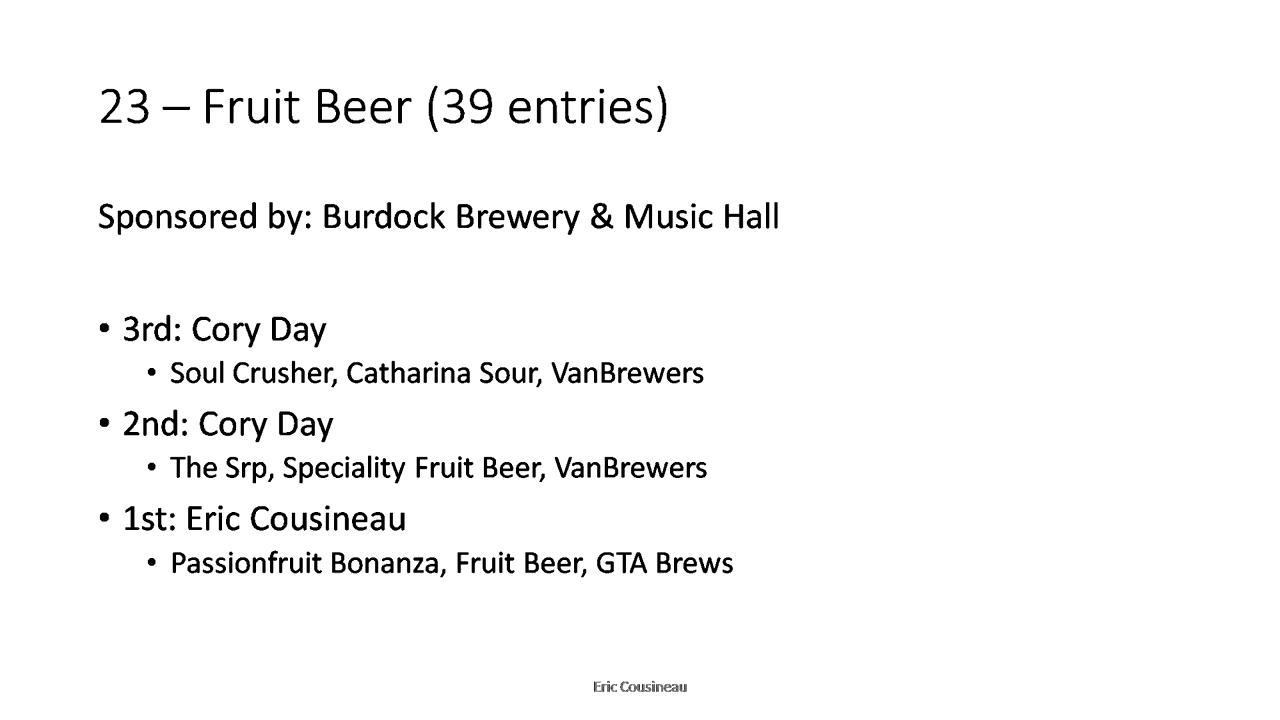 23 – Fruit Beer (39 entries)
Sponsored by: Burdock Brewery & Music Hall
• 3rd: Cory Day
• Soul Crusher, Catharina Sour, VanBrewers
• 2nd: Cory Day
• The Srp, Speciality Fruit Beer, VanBrewers
• 1st: Eric Cousineau
• Passionfruit Bonanza, Fruit Beer, GTA Brews
Eric Cousineau